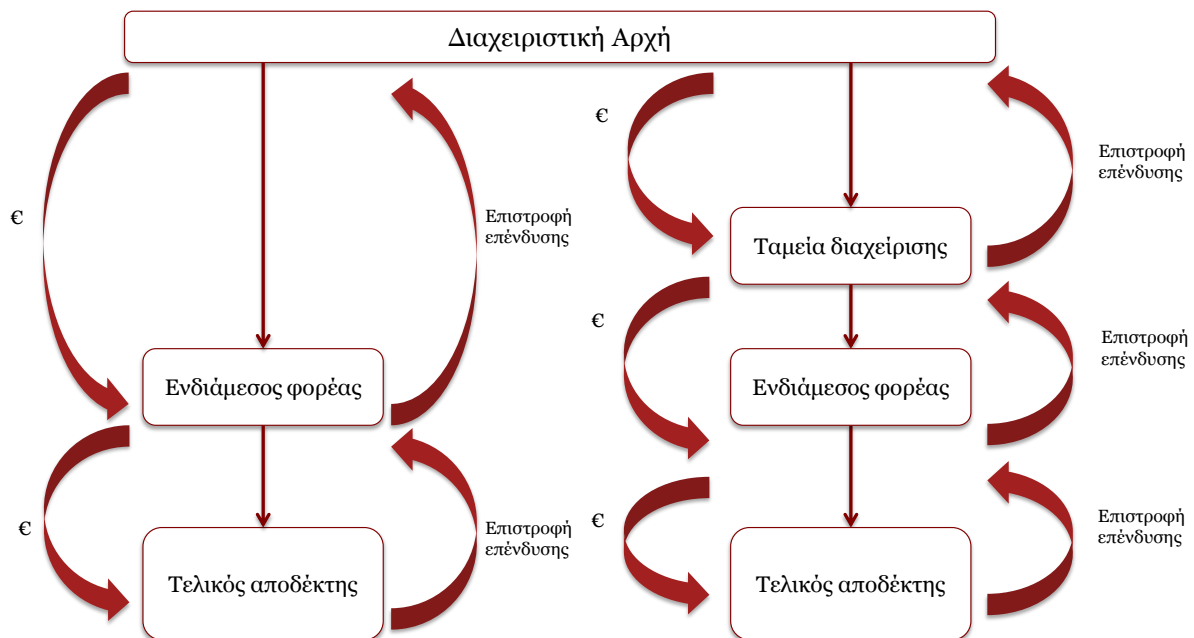 Διαχειριστική Αρχή
€
Επιστροφή
επένδυσης
Ενδιάμεσος φορέας
€
Επιστροφή
επένδυσης
Τελικός αποδέκτης
€
Επιστροφή
επένδυσης
Ταμεία διαχείρισης
€
Επιστροφή
επένδυσης
Ενδιάμεσος φορέας
€
Επιστροφή
επένδυσης
Τελικός αποδέκτης